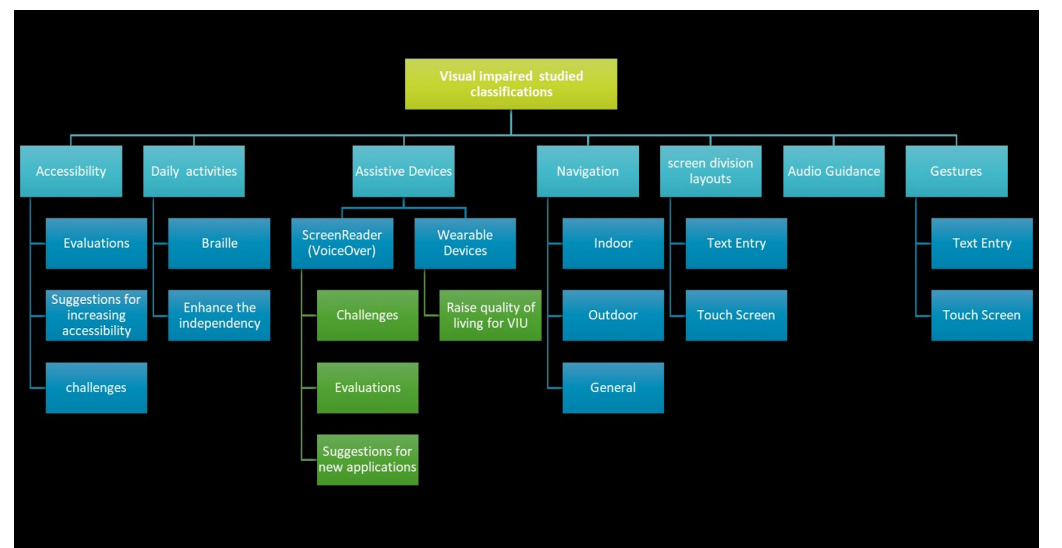 Visual impaired studied
classifications
Accessibility
Daily activities
Assistive Devices
Navigation
screen division
layouts
Audio Guidance
Gestures
Evaluations
Suggestions for
increasing
accessibility
challenges
Braille
Enhance the
independency
ScreenReader
(VoiceOver)
Challenges
Evaluations
Suggestions for
new applications
Wearable
Devices
Raise quality of
living for VIU
Indoor
Outdoor
General
Text Entry
Touch Screen
Text Entry
Touch Screen